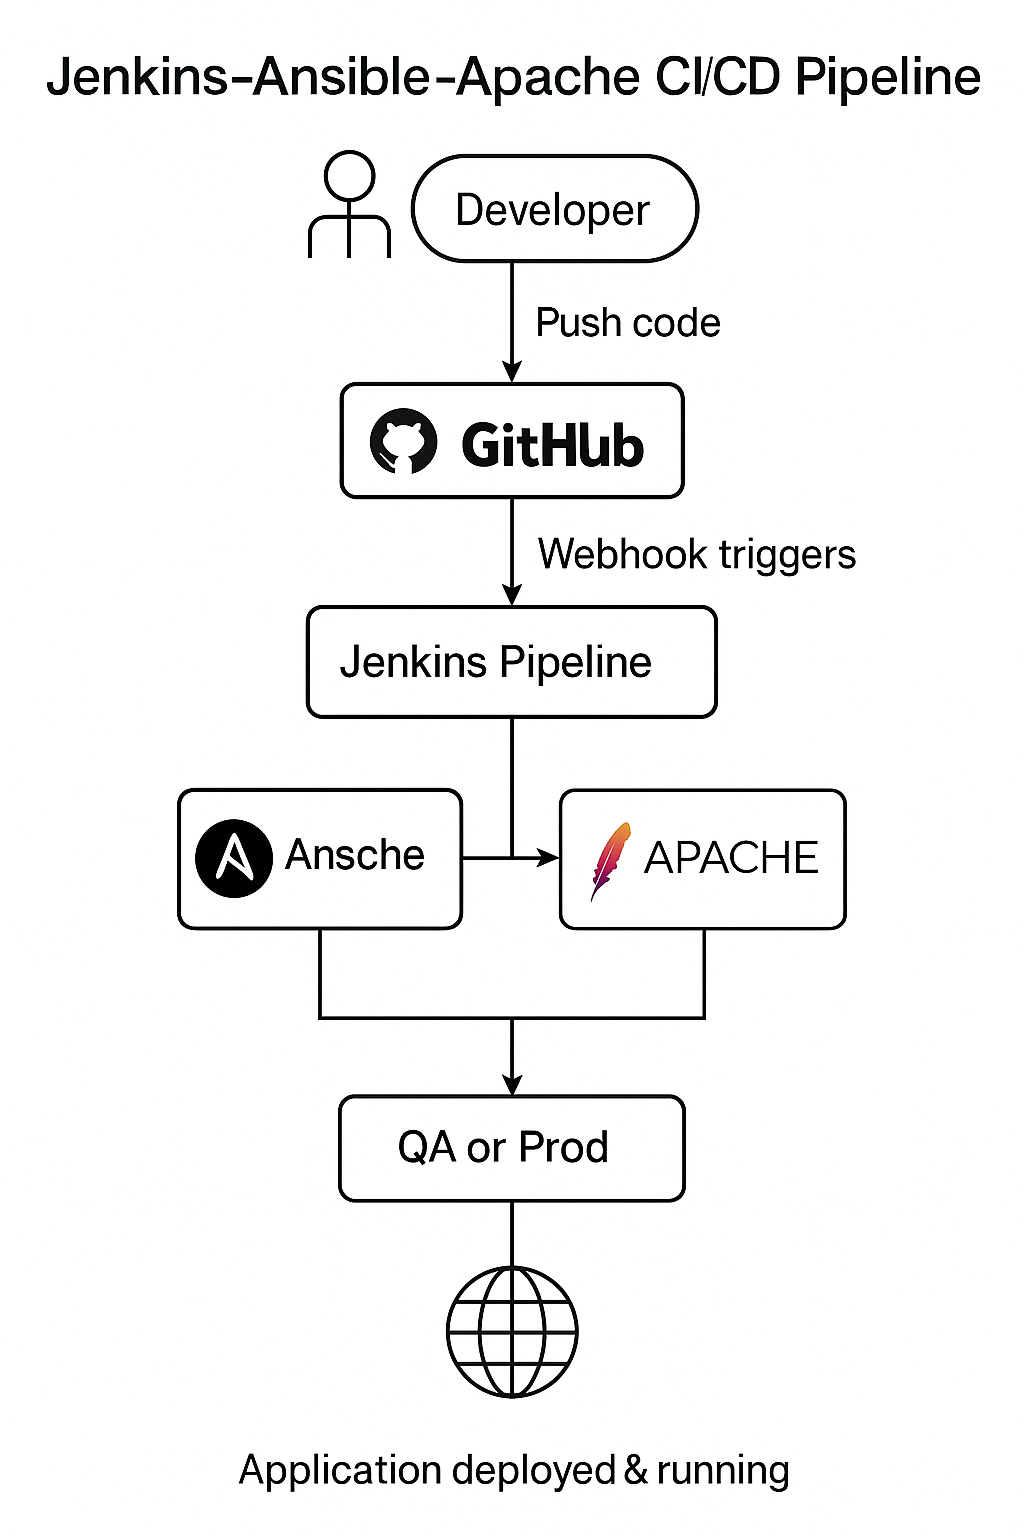 Jenkins–Ansible–Apache CI/CD Pipeline
Developer
Push code
GitHub
Webhook triggers
Jenkins Pipeline
Ansche
APACHE
QA or Prod
Application deployed & running